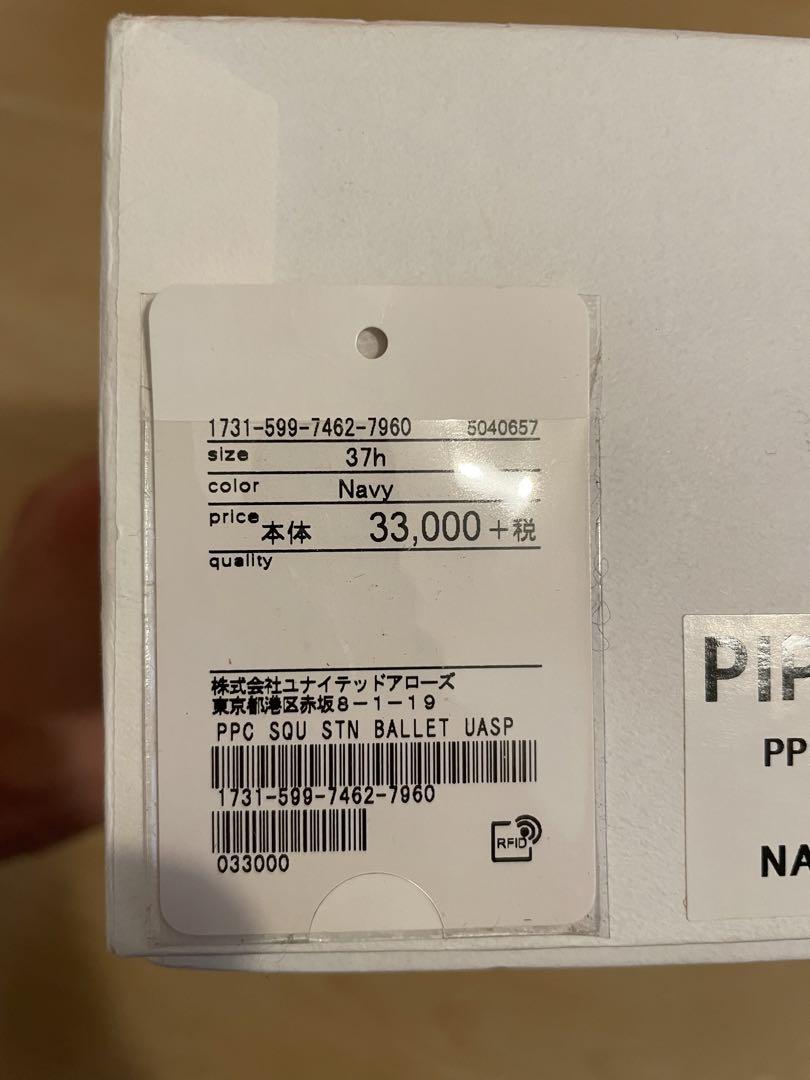 1731-599-7462-7960 5040657
size 37h
color Navy
price 本体 33,000+税
quality
株式会社ユナイテッドアローズ
東京都港区赤坂8-1-19
PPC SQU STN BALLET UASP
1731-599-7462-7960
033000
RFID
PIP
PP
NA